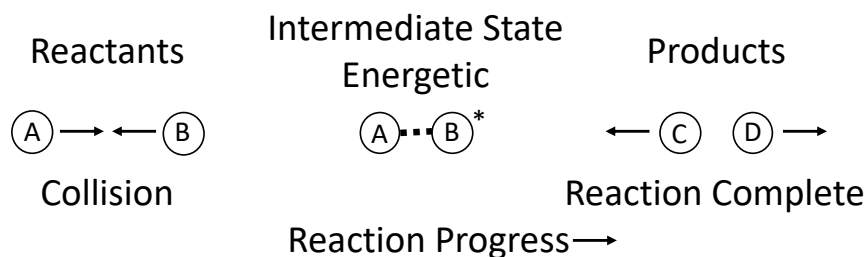 Reactants
Intermediate State
Energetic
Products
A B
A B *
C D
Collision
Reaction Complete
Reaction Progress